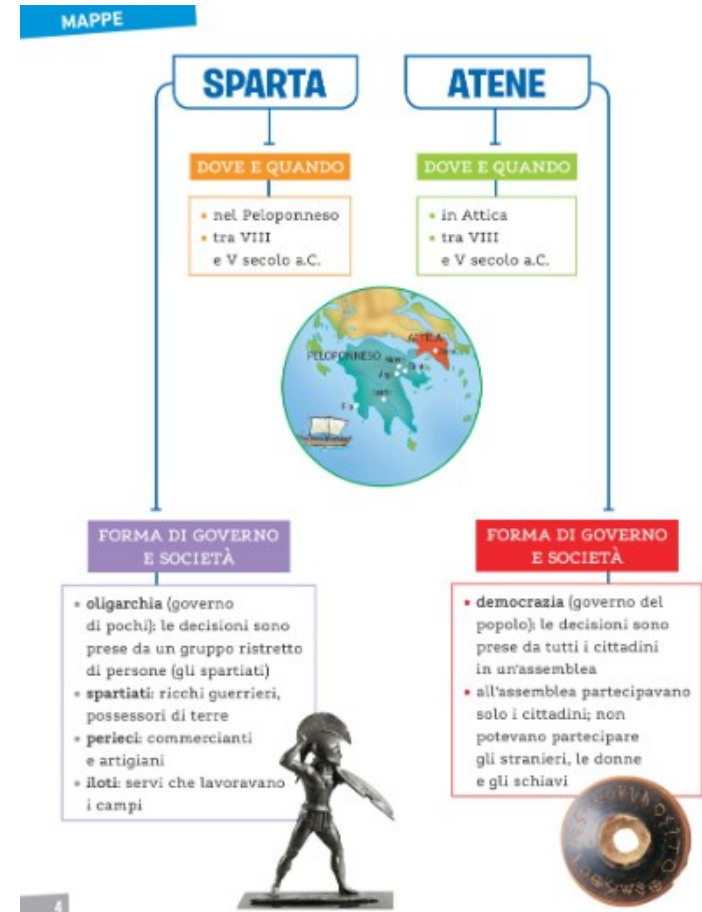 MAPPE
SPARTA
ATENE
DOVE E QUANDO
DOVE E QUANDO
• nel Peloponneso
• tra VIII
e V secolo a.C.
• in Attica
• tra VIII
e V secolo a.C.
ATTICA
PELOPONNESO
FORMA DI GOVERNO
E SOCIETÀ
• oligarchia (governo
di pochi): le decisioni sono
prese da un gruppo ristretto
di persone (gli spartiati)
• spartiati: ricchi guerrieri,
possessori di terre
• perieci: commercianti
e artigiani
• iloti: servi che lavoravano
i campi
FORMA DI GOVERNO
E SOCIETÀ
• democrazia (governo del
popolo): le decisioni sono
prese da tutti i cittadini
in un'assemblea
• all'assemblea partecipavano
solo i cittadini; non
potevano partecipare
gli stranieri, le donne
e gli schiavi
4